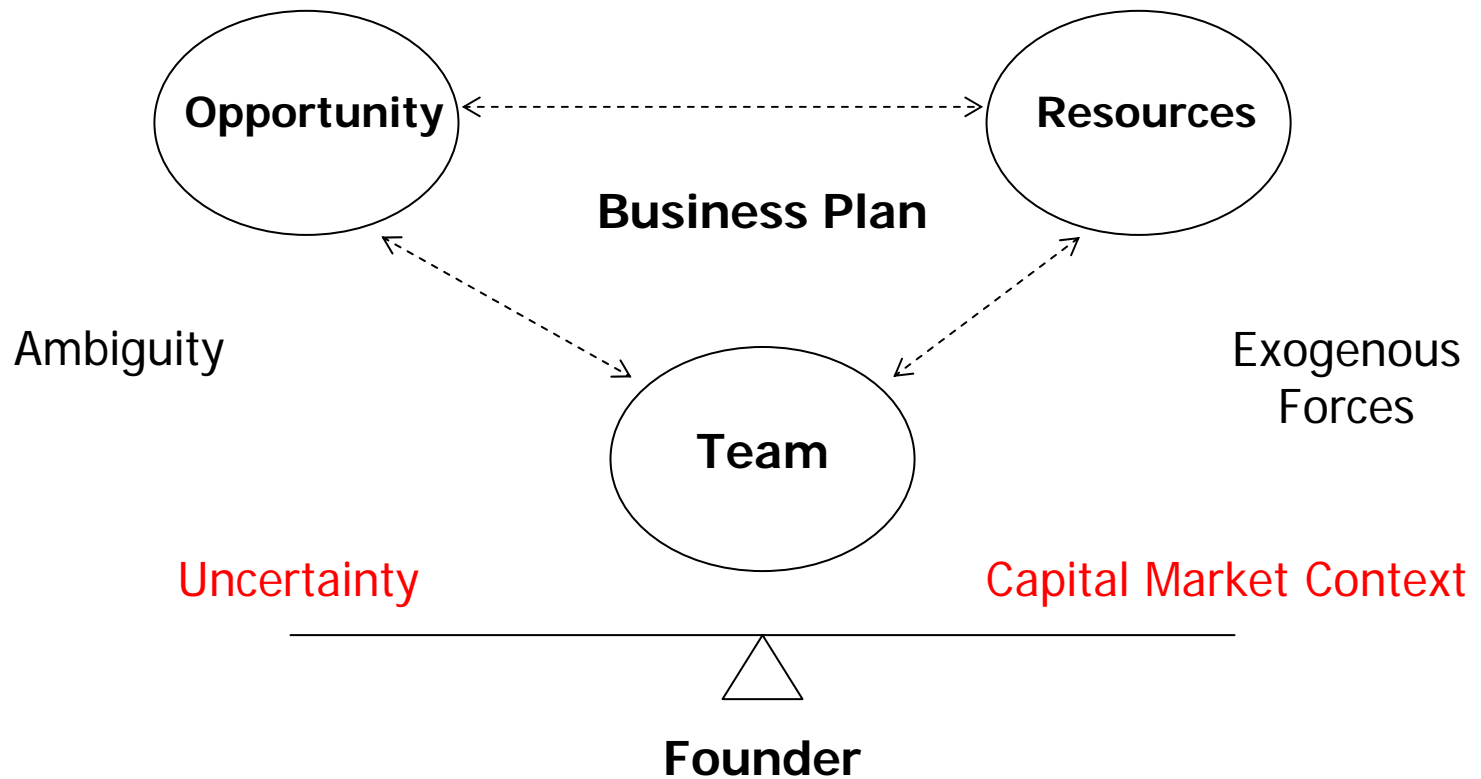 Opportunity
Resources
Business Plan
Ambiguity
Exogenous
Forces
Team
Uncertainty
Capital Market Context
Founder